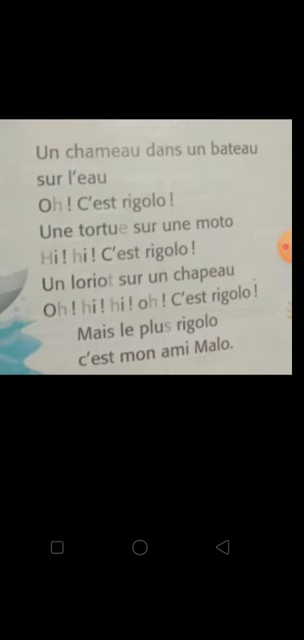 Un chameau dans un bateau
sur l'eau
Oh ! C'est rigolo !
Une tortue sur une moto
Hi ! hi ! C'est rigolo !
Un loriot sur un chapeau
Oh ! hi ! hi ! oh ! C'est rigolo !
Mais le plus rigolo
c'est mon ami Malo.